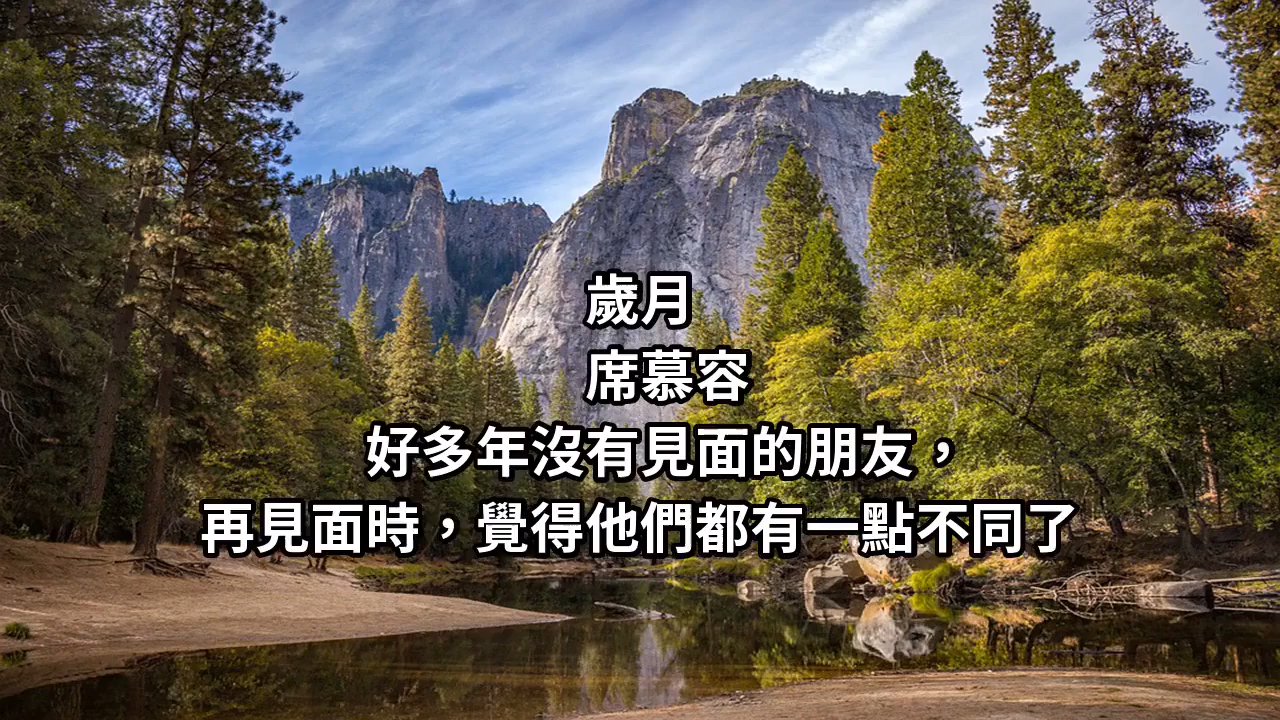 歲月
席慕容
好多年沒有見面的朋友，
再見面時，覺得他們都有一點不同了